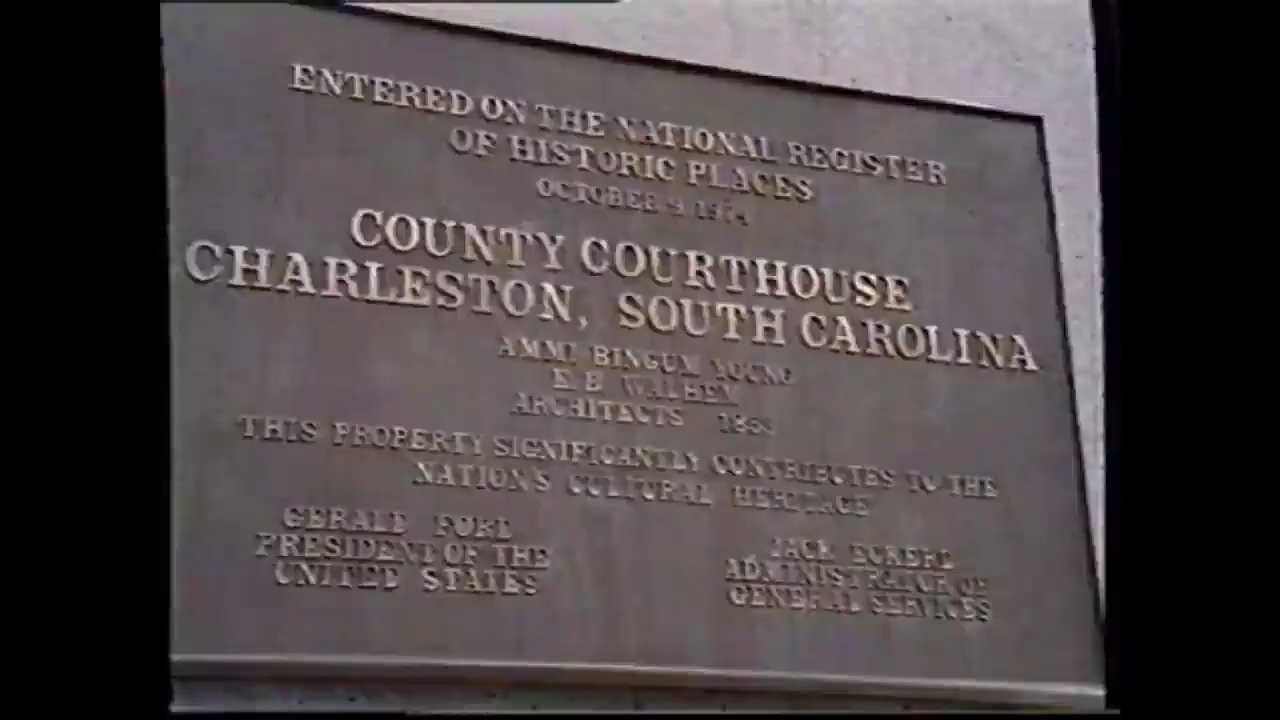 ENTERED ON THE NATIONAL REGISTER
OF HISTORIC PLACES
OCTOBER 9 1974
COUNTY COURTHOUSE
CHARLESTON, SOUTH CAROLINA
AMMI YOUNG
E.B
ARCHITECTS
THIS PROPERTY SIGNIFICANTLY CONTRIBUTES TO THE
NATION'S CULTURAL HERITAGE
GERALD FORD
PRESIDENT OF THE
UNITED STATES
JACK ECKERD
ADMINISTRATOR OF
GENERAL SERVICES